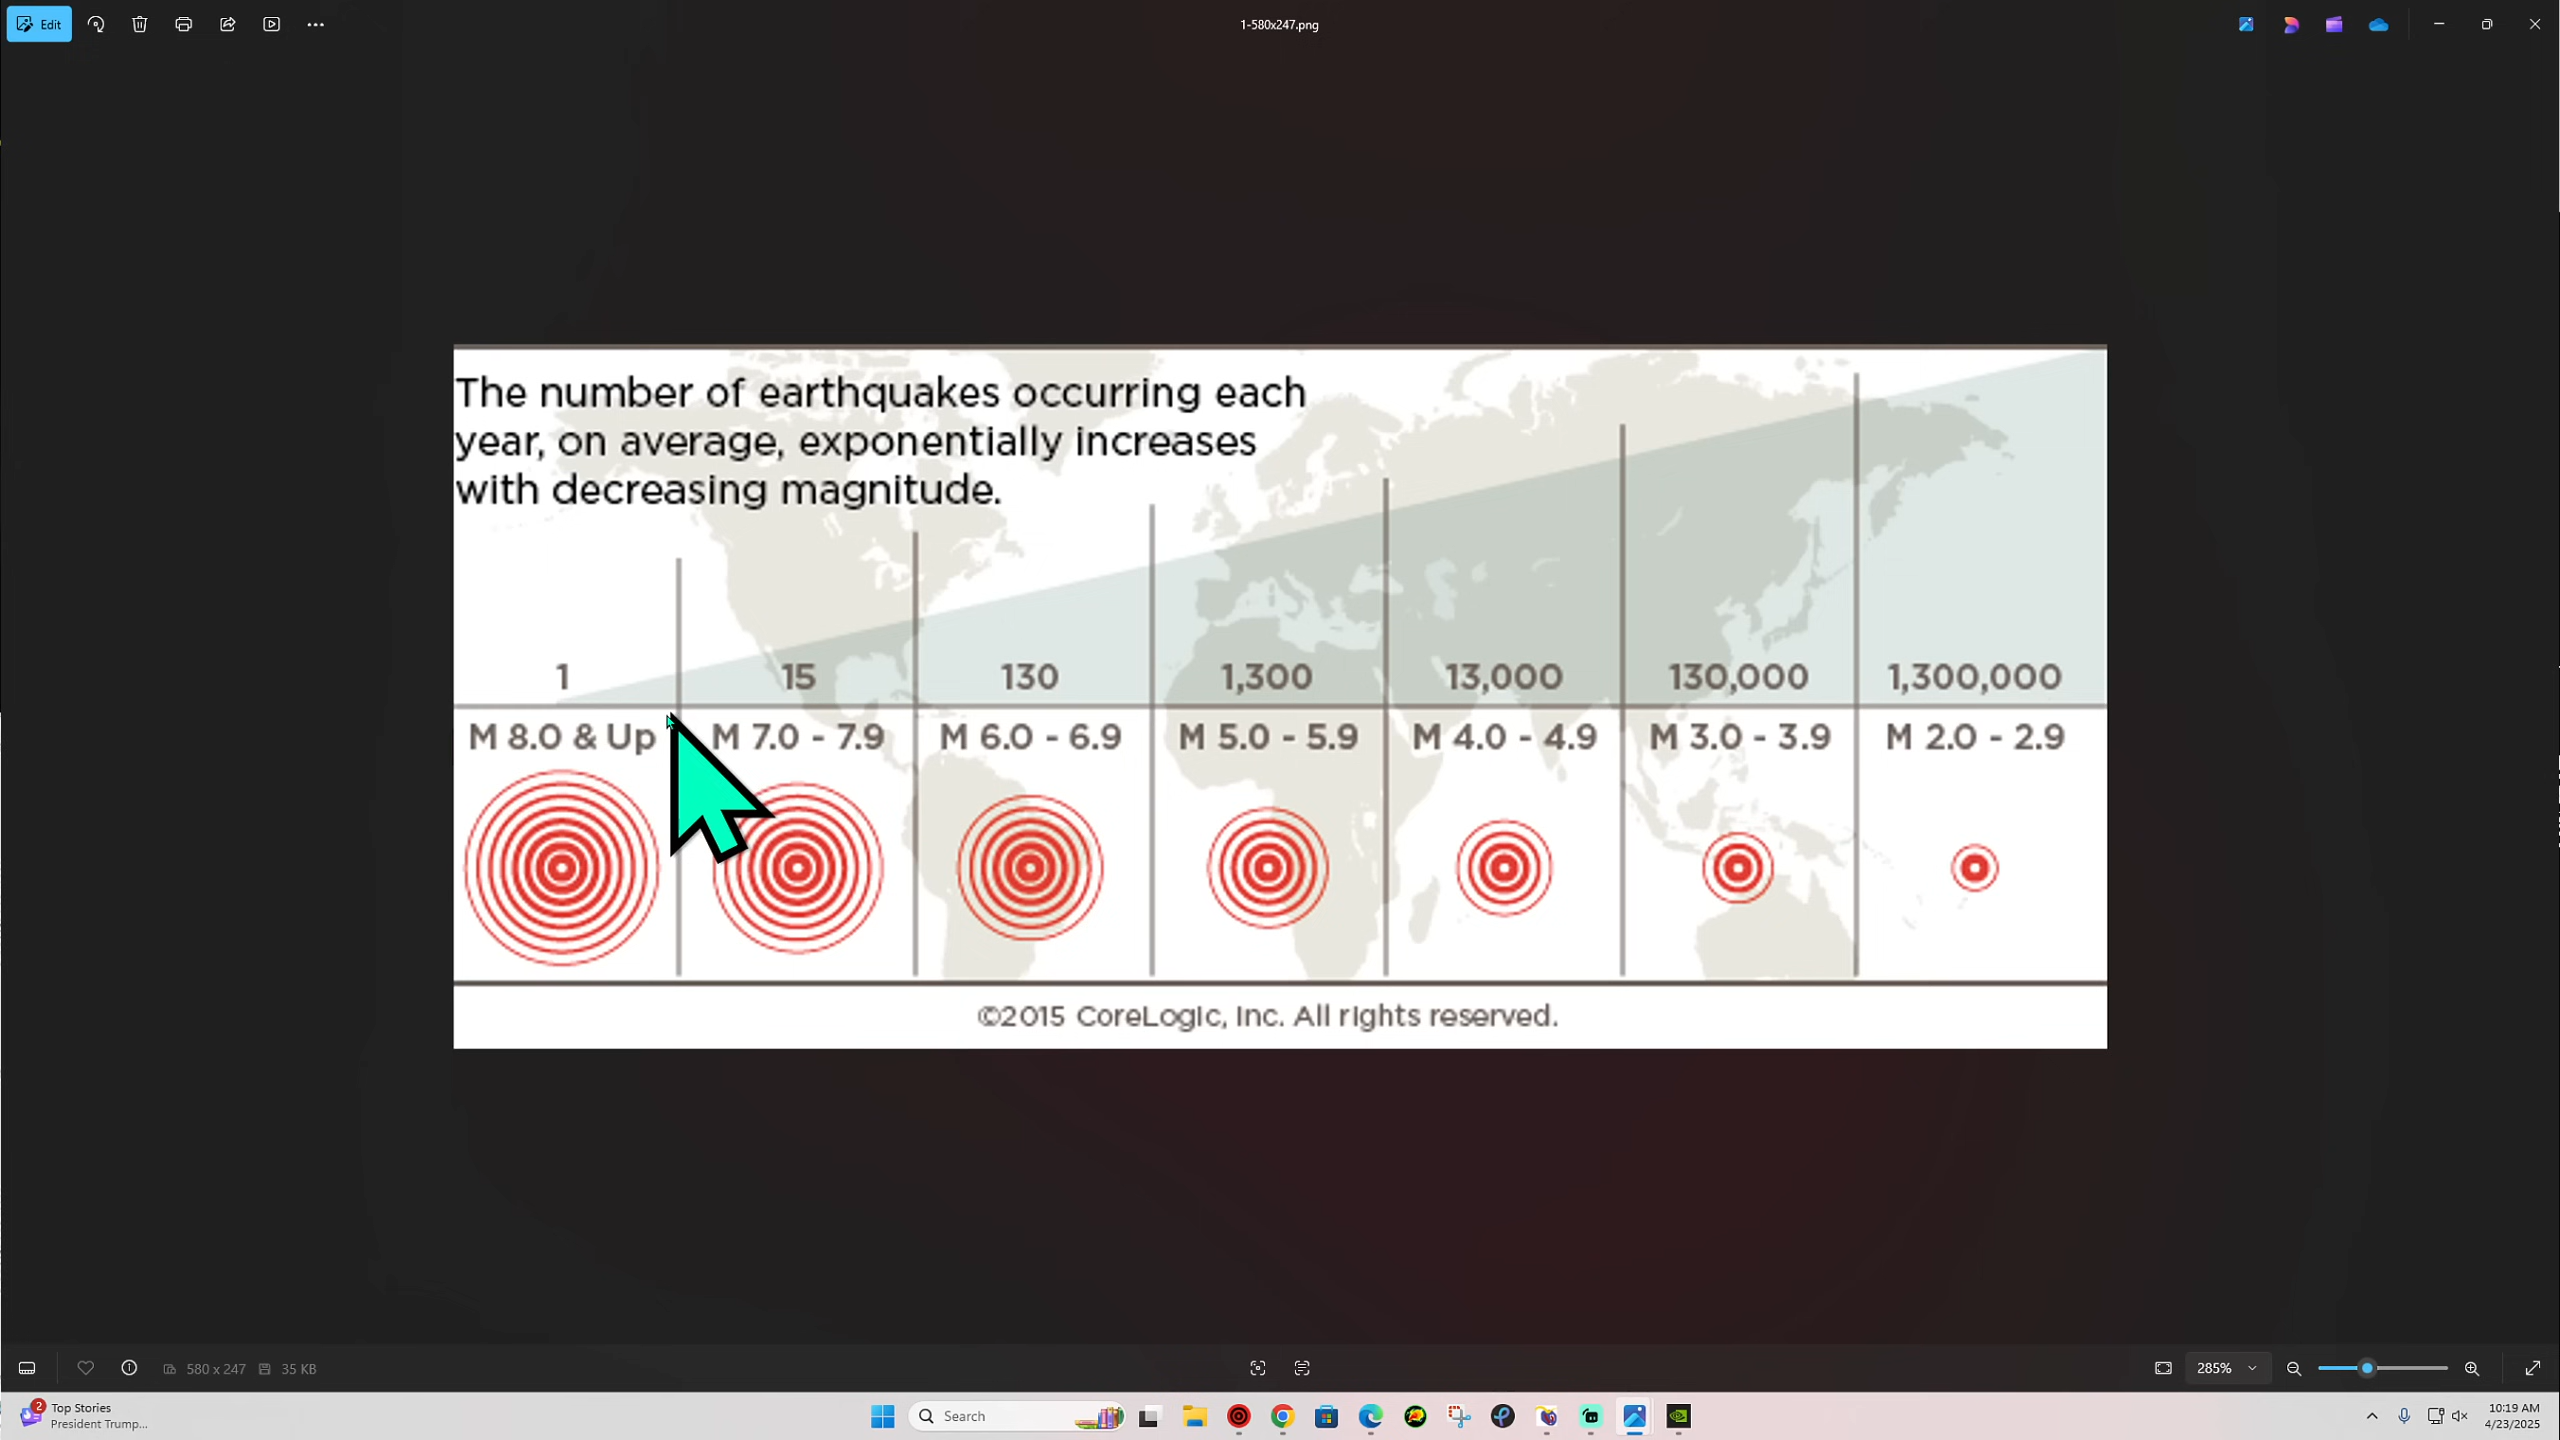 Edit
1-580x247.png
The number of earthquakes occurring each
year, on average, exponentially increases
with decreasing magnitude.
1 15 130 1,300 13,000 130,000 1,300,000
M 8.0 & Up M 7.0 - 7.9 M 6.0 - 6.9 M 5.0 - 5.9 M 4.0 - 4.9 M 3.0 - 3.9 M 2.0 - 2.9
©2015 CoreLogic, Inc. All rights reserved.
580 x 247 35 KB 285%
2
Top Stories
President Trump...
Search
10:19 AM
4/23/2025